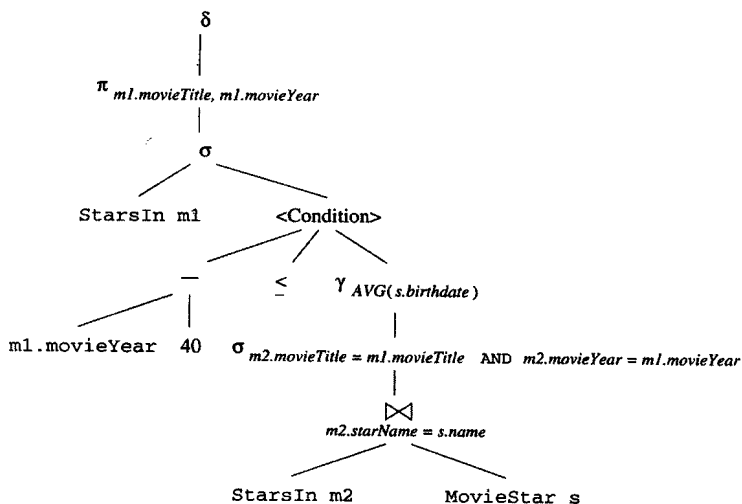 δ
π m1.movieTitle, m1.movieYear
σ
StarsIn m1 <Condition>
− ≤ γ AVG(s.birthdate)
m1.movieYear 40 σ m2.movieTitle = m1.movieTitle AND m2.movieYear = m1.movieYear
⋈
m2.starName = s.name
StarsIn m2 MovieStar s